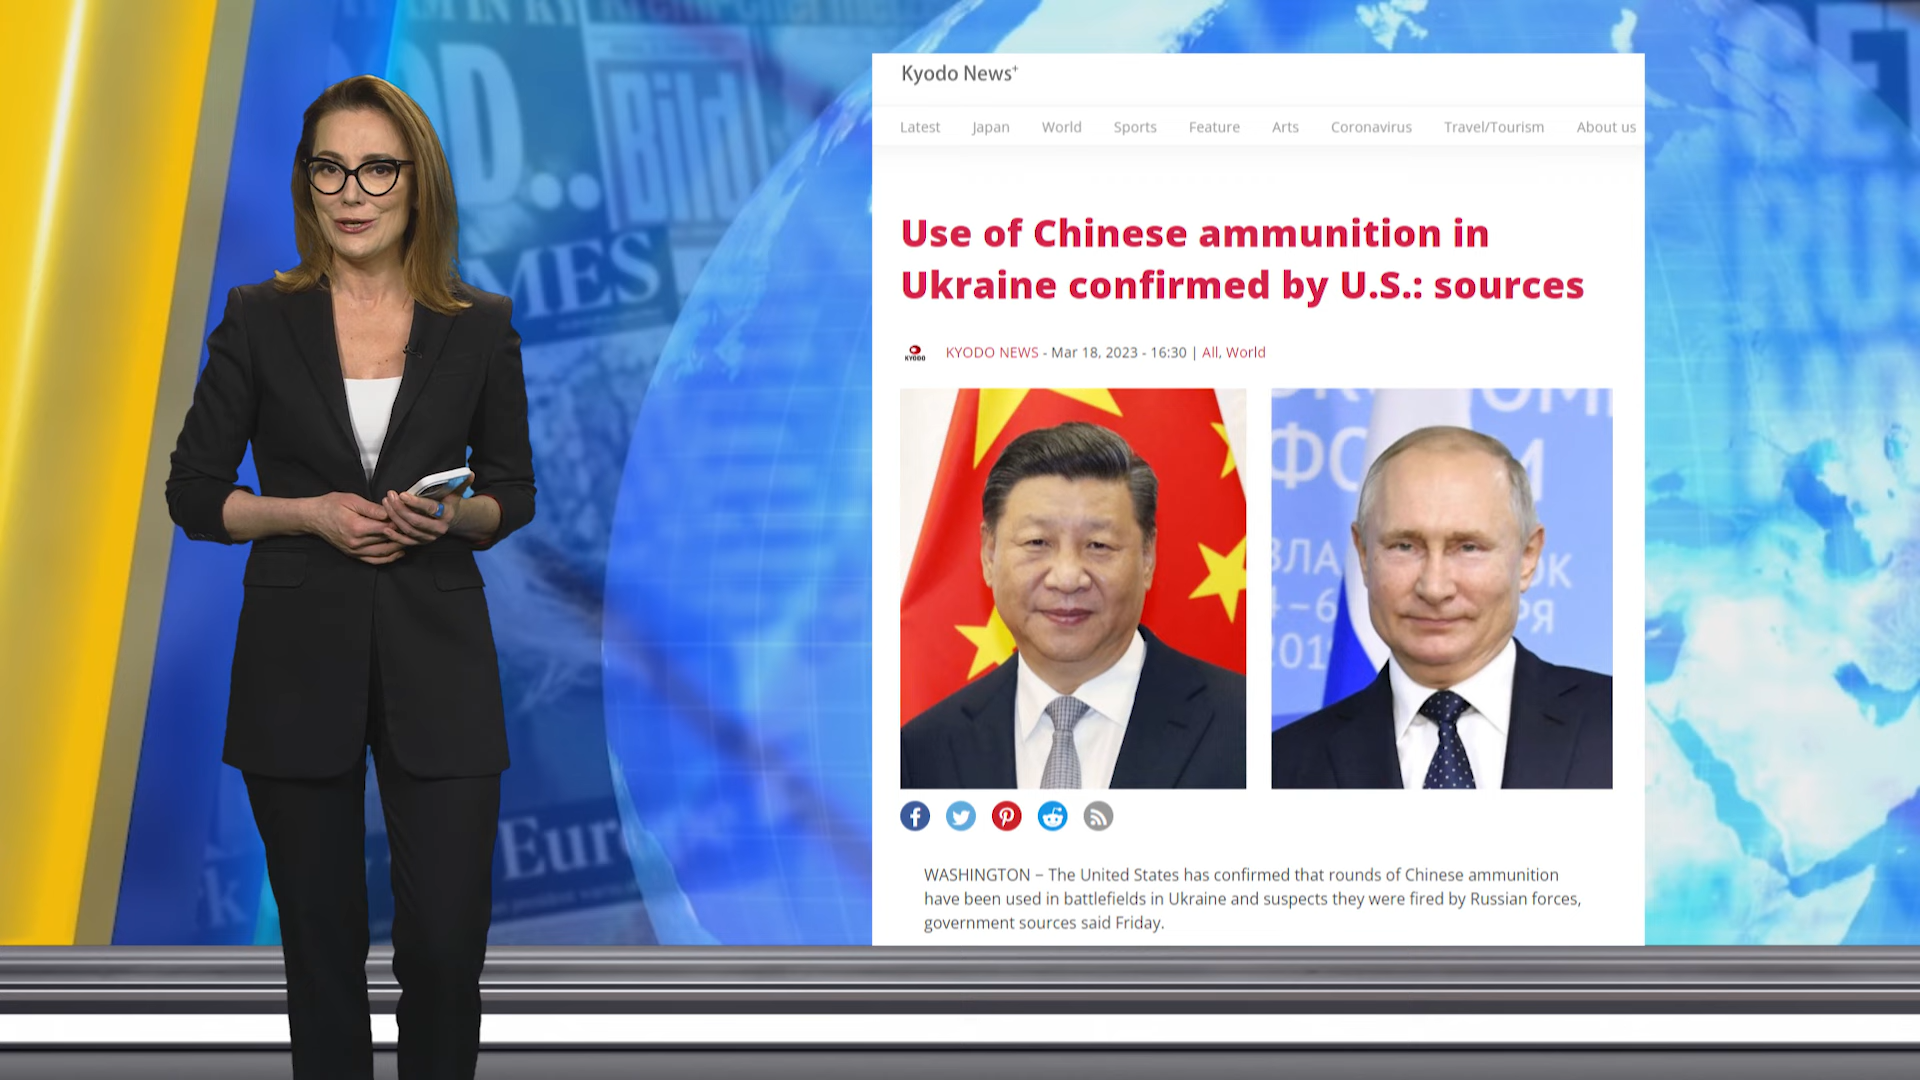 Kyodo News+
Latest Japan World Sports Feature Arts Coronavirus Travel/Tourism About us
Use of Chinese ammunition in
Ukraine confirmed by U.S.: sources
KYODO
KYODO NEWS - Mar 18, 2023 - 16:30 | All, World
WASHINGTON – The United States has confirmed that rounds of Chinese ammunition
have been used in battlefields in Ukraine and suspects they were fired by Russian forces,
government sources said Friday.
Bild
MES
Euro